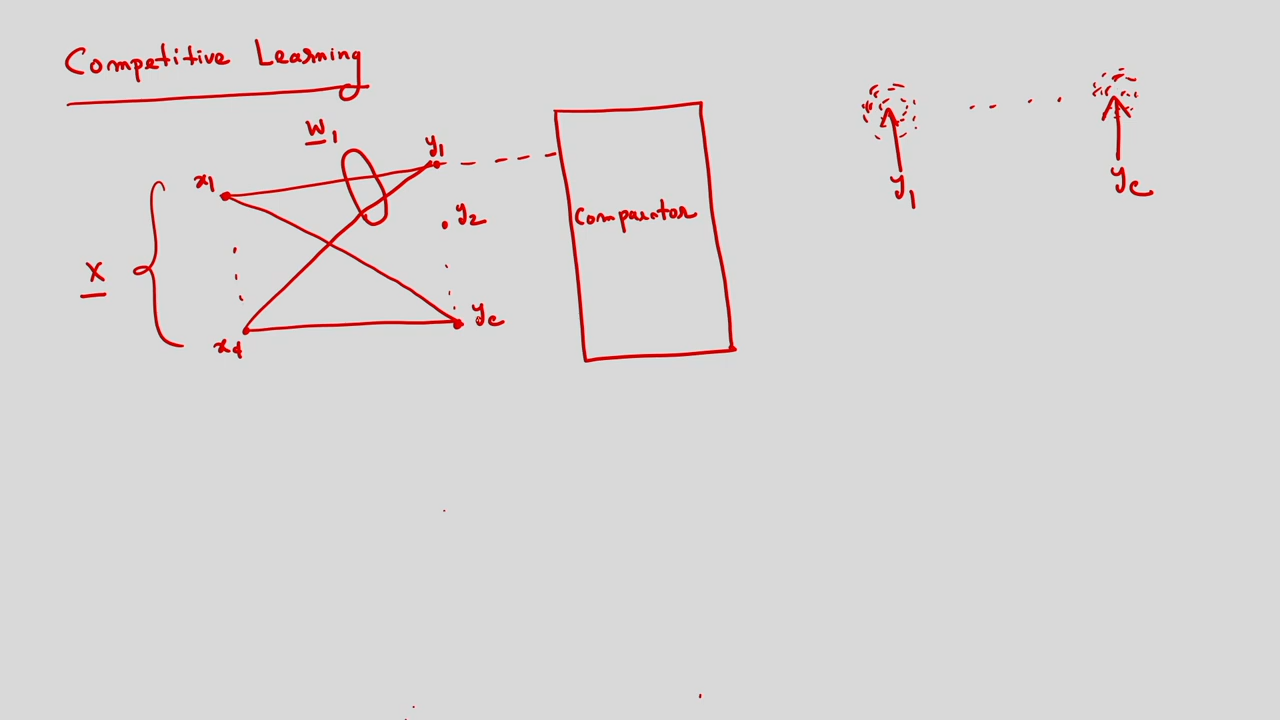 Competitive Learning
w1
y1
x1
y2
Comparator
X
yc
xd
y1
yc